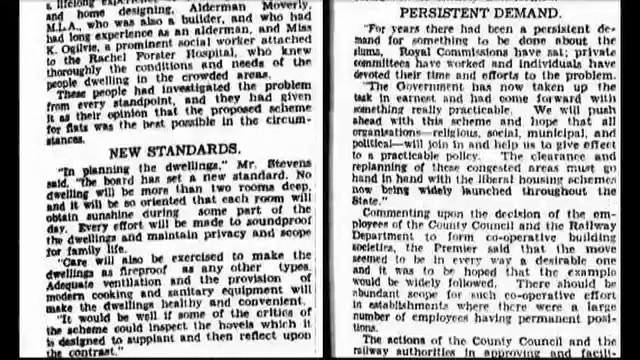 a lifelong experience of
and home designing, Alderman Moverly,
M.L.A., who was also a builder, and who had
had long experience as an alderman, and Miss
K. Ogilvie, a prominent social worker attached
to the Rachel Forster Hospital, who knew
thoroughly the conditions and needs of the
people dwelling in the crowded areas.
These people had investigated the problem
from every standpoint, and they had given
it as their opinion that the proposed scheme
for flats was the best possible in the circum-
stances.
NEW STANDARDS.
"In planning the dwellings," Mr. Stevens
said, "the board has set a new standard. No
dwelling will be more than two rooms deep,
and it will be so oriented that each room will
obtain sunshine during some part of the
day. Every effort will be made to soundproof
the dwellings and maintain privacy and scope
for family life.
"Care will also be exercised to make the
dwellings as fireproof as any other types.
Adequate ventilation and the provision of
modern cooking and sanitary equipment will
make the dwellings healthy and convenient.
"It would be well if some of the critics of
the scheme could inspect the hovels which it
is designed to supplant and then reflect upon
the contrast."
PERSISTENT DEMAND.
"For years there had been a persistent de-
mand for something to be done about the
slums, Royal Commissions have sat; private
committees have worked and individuals have
devoted their time and efforts to the problem.
"The Government has now taken up the
task in earnest and had come forward with
something really practicable. We will push
ahead with this scheme and hope that all
organisations—religious, social, municipal, and
political—will join in and help us to give effect
to a practicable policy. The clearance and
replanning of these congested areas must go
hand in hand with the liberal housing schemes
now being widely launched throughout the
State."
Commenting upon the decision of the em-
ployees of the County Council and the Railway
Department to form co-operative building
societies, the Premier said that the move
seemed to be in every way a desirable one
and it was to be hoped that the example
would be widely followed. There should be
abundant scope for such co-operative effort
in establishments where there were a large
number of employees having permanent posi-
tions.
The actions of the County Council and the
railway authorities in approving and facili-